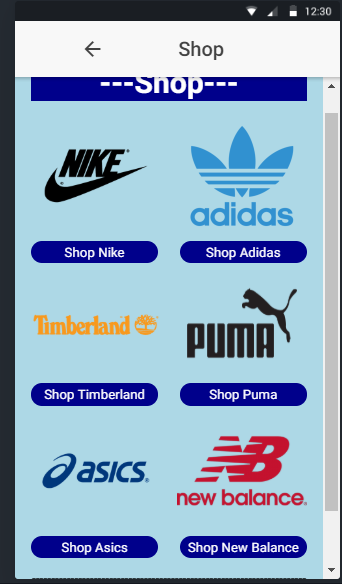 12:30
Shop
---Shop---
NIKE
adidas
Shop Nike
Shop Adidas
Timberland
PUMA
Shop Timberland
Shop Puma
asics
new balance
Shop Asics
Shop New Balance